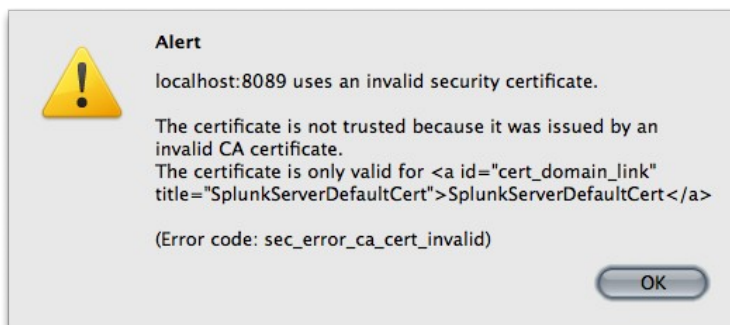 Alert
localhost:8089 uses an invalid security certificate.
The certificate is not trusted because it was issued by an
invalid CA certificate.
The certificate is only valid for <a id="cert_domain_link"
title="SplunkServerDefaultCert">SplunkServerDefaultCert</a>
(Error code: sec_error_ca_cert_invalid)
OK